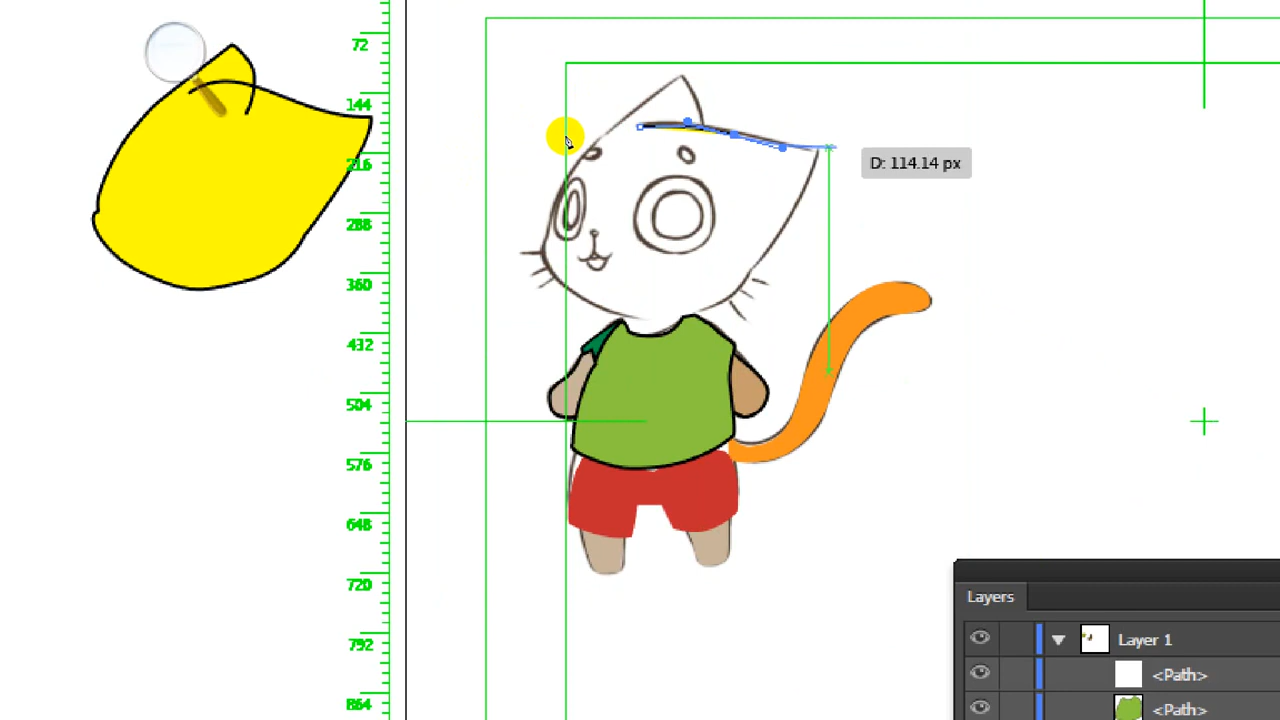 72
144
216
288
360
432
504
576
648
720
792
864
D: 114.14 px
Layers
Layer 1
<Path>
<Path>